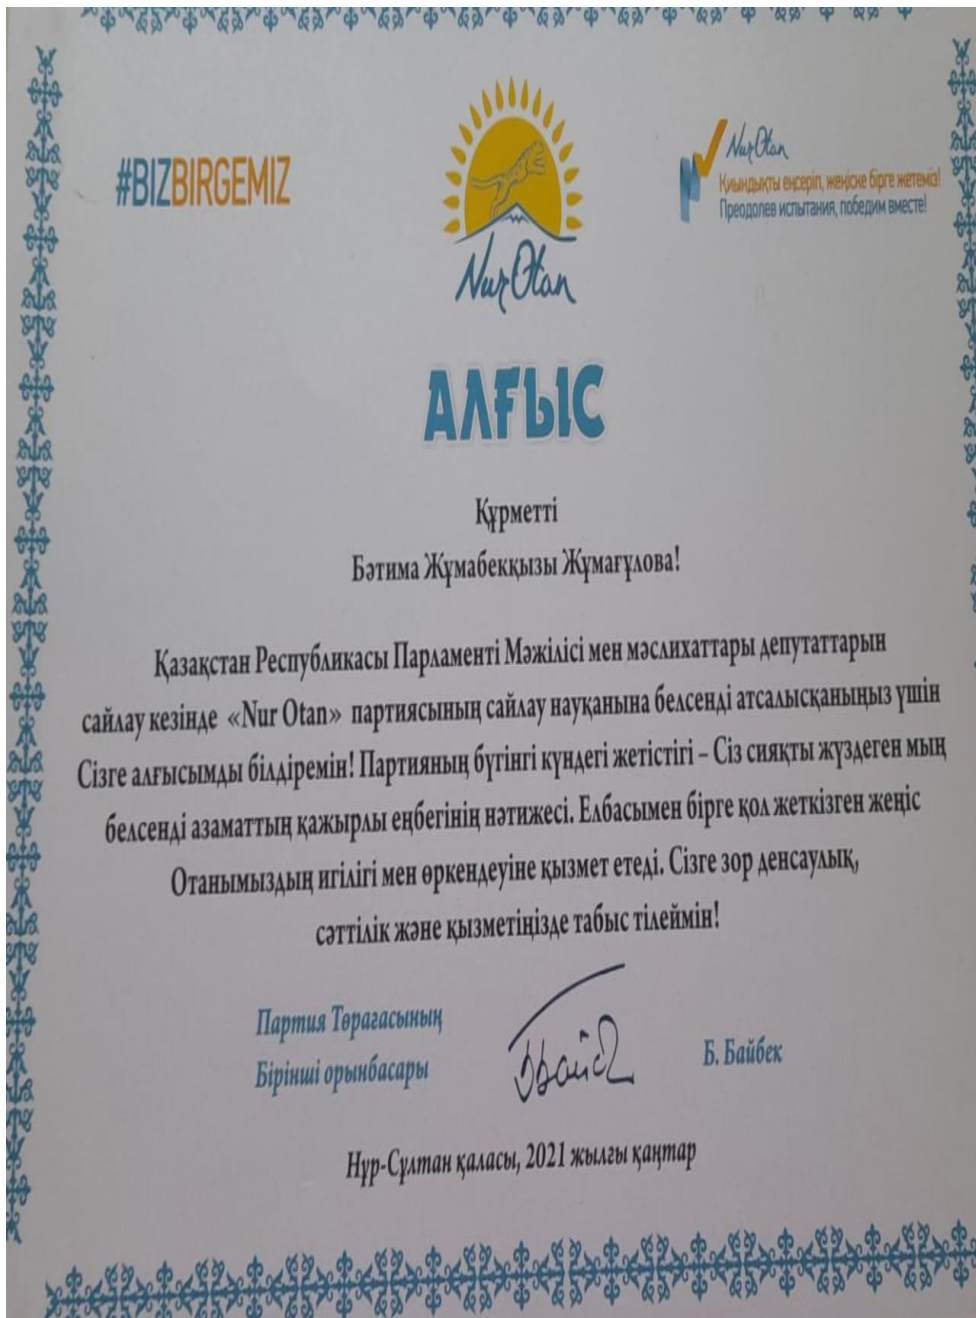 #BIZBIRGEMIZ
Nur Otan
Nur Otan
Қиындықты еңсеріп, жеңіске бірге жетеміз!
Преодолев испытания, победим вместе!
АЛҒЫС
Құрметті
Бәтима Жұмабекқызы Жұмағұлова!
Қазақстан Республикасы Парламенті Мәжілісі мен мәслихаттары депутаттарын
сайлау кезінде «Nur Otan» партиясының сайлау науқанына белсенді атсалысқаныңыз үшін
Сізге алғысымды білдіремін! Партияның бүгінгі күндегі жетістігі – Сіз сияқты жүздеген мың
белсенді азаматтың қажырлы еңбегінің нәтижесі. Елбасымен бірге қол жеткізген жеңіс
Отанымыздың игілігі мен өркендеуіне қызмет етеді. Сізге зор денсаулық,
сәттілік және қызметіңізде табыс тілеймін!
Партия Төрағасының
Бірінші орынбасары
Б. Байбек
Нұр-Сұлтан қаласы, 2021 жылғы қаңтар